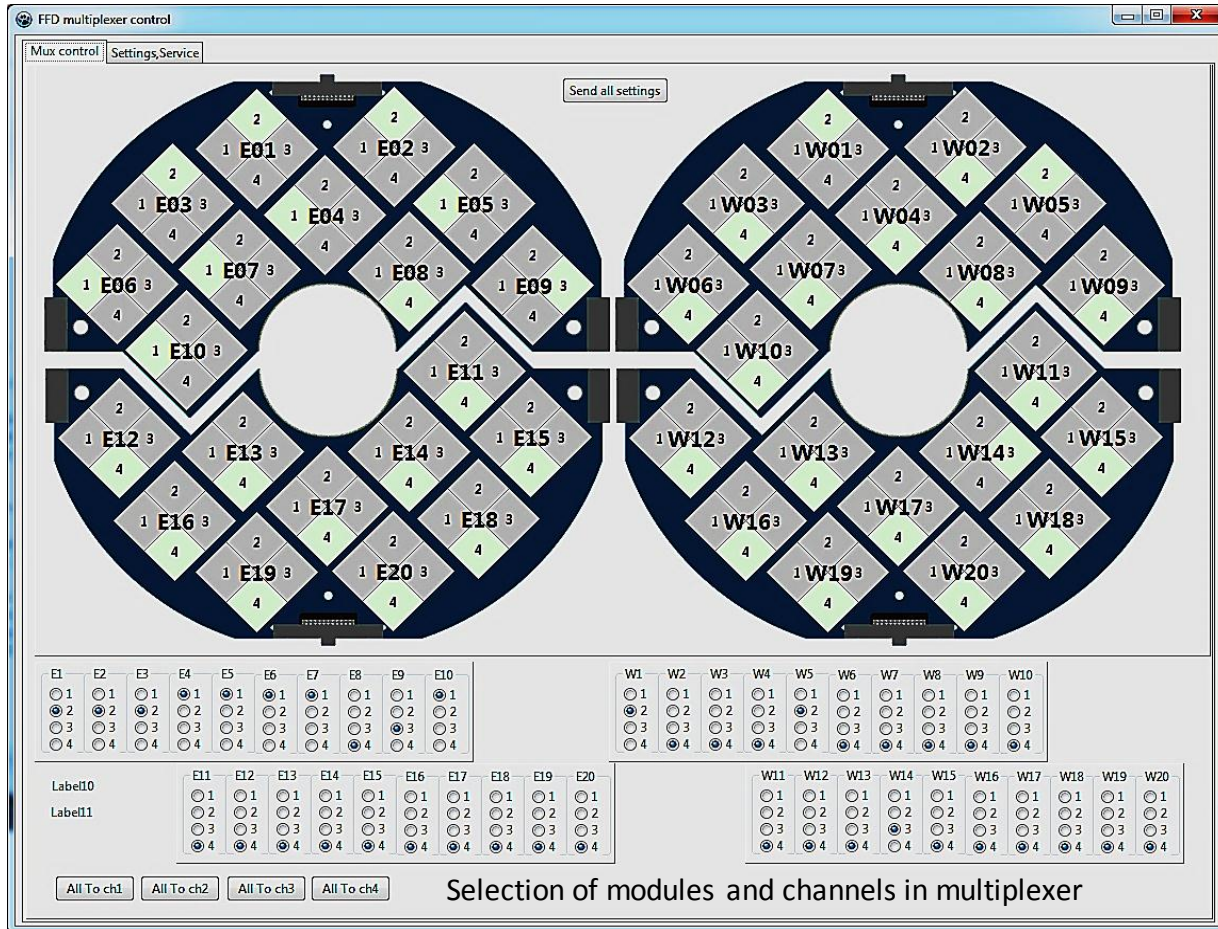 FFD multiplexer control
Mux control Settings,Service
Send all settings
2 2 2 2
1 E01 3 1 E02 3 1 W01 3 1 W02 3
4 4 4 4
2 2 2 2 2 2
1 E03 3 1 E04 3 1 E05 3 1 W03 3 1 W04 3 1 W05 3
4 4 4 4 4 4
2 2 2 2 2 2 2 2
1 E06 3 1 E07 3 1 E08 3 1 E09 3 1 W06 3 1 W07 3 1 W08 3 1 W09 3
4 4 4 4 4 4 4 4
2 2 2 2
1 E10 3 1 E11 3 1 W10 3 1 W11 3
4 4 4 4
2 2 2 2 2 2 2 2
1 E12 3 1 E13 3 1 E14 3 1 E15 3 1 W12 3 1 W13 3 1 W14 3 1 W15 3
4 4 4 4 4 4 4 4
2 2 2 2 2 2
1 E16 3 1 E17 3 1 E18 3 1 W16 3 1 W17 3 1 W18 3
4 4 4 4 4 4
2 2 2 2
1 E19 3 1 E20 3 1 W19 3 1 W20 3
4 4 4 4
E1 E2 E3 E4 E5 E6 E7 E8 E9 E10 W1 W2 W3 W4 W5 W6 W7 W8 W9 W10
1 1 1 1 1 1 1 1 1 1 1 1 1 1 1 1 1 1 1 1
2 2 2 2 2 2 2 2 2 2 2 2 2 2 2 2 2 2 2 2
3 3 3 3 3 3 3 3 3 3 3 3 3 3 3 3 3 3 3 3
4 4 4 4 4 4 4 4 4 4 4 4 4 4 4 4 4 4 4 4
Label10
Label11
E11 E12 E13 E14 E15 E16 E17 E18 E19 E20 W11 W12 W13 W14 W15 W16 W17 W18 W19 W20
1 1 1 1 1 1 1 1 1 1 1 1 1 1 1 1 1 1 1 1
2 2 2 2 2 2 2 2 2 2 2 2 2 2 2 2 2 2 2 2
3 3 3 3 3 3 3 3 3 3 3 3 3 3 3 3 3 3 3 3
4 4 4 4 4 4 4 4 4 4 4 4 4 4 4 4 4 4 4 4
All To ch1 All To ch2 All To ch3 All To ch4
Selection of modules and channels in multiplexer